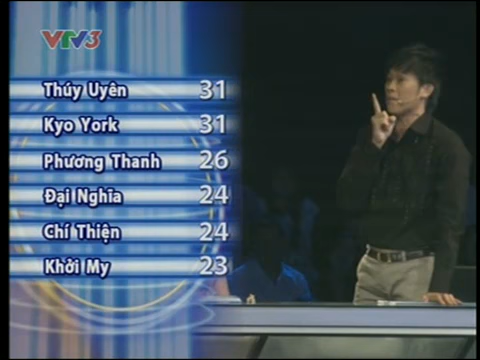 VTV3
Thúy Uyên 31
Kyo York 31
Phương Thanh 26
Đại Nghĩa 24
Chí Thiện 24
Khởi My 23